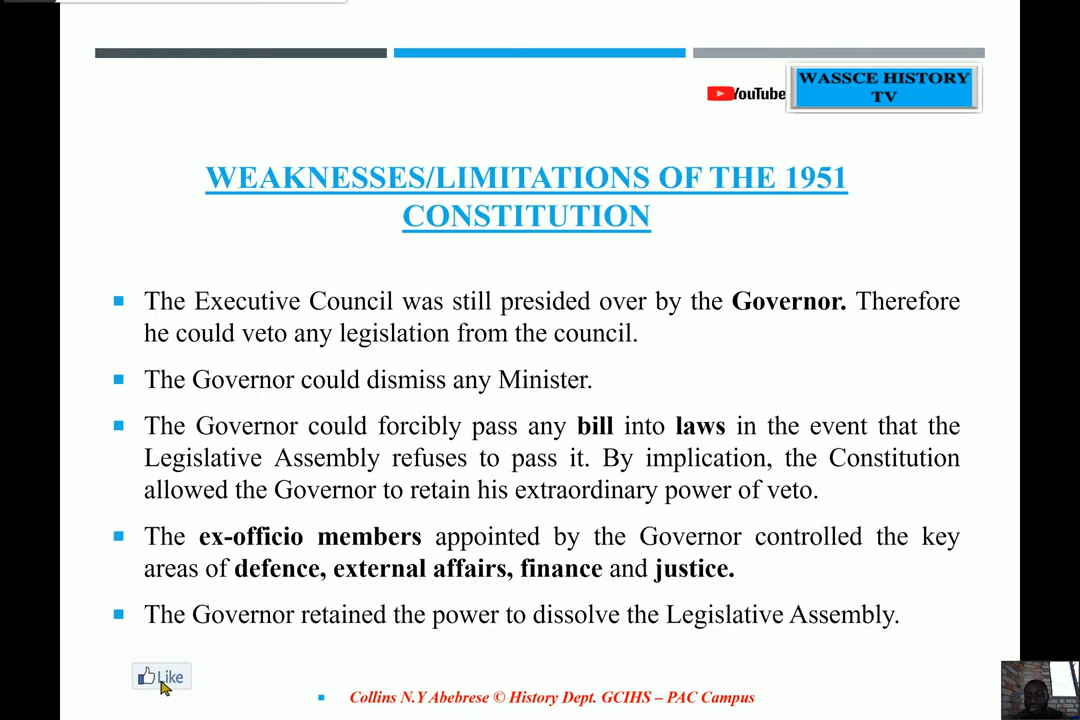 YouTube
WASSCE HISTORY
TV
WEAKNESSES/LIMITATIONS OF THE 1951
CONSTITUTION
The Executive Council was still presided over by the Governor. Therefore
he could veto any legislation from the council.
The Governor could dismiss any Minister.
The Governor could forcibly pass any bill into laws in the event that the
Legislative Assembly refuses to pass it. By implication, the Constitution
allowed the Governor to retain his extraordinary power of veto.
The ex-officio members appointed by the Governor controlled the key
areas of defence, external affairs, finance and justice.
The Governor retained the power to dissolve the Legislative Assembly.
Like
Collins N.Y Abebrese © History Dept. GCIHS – PAC Campus